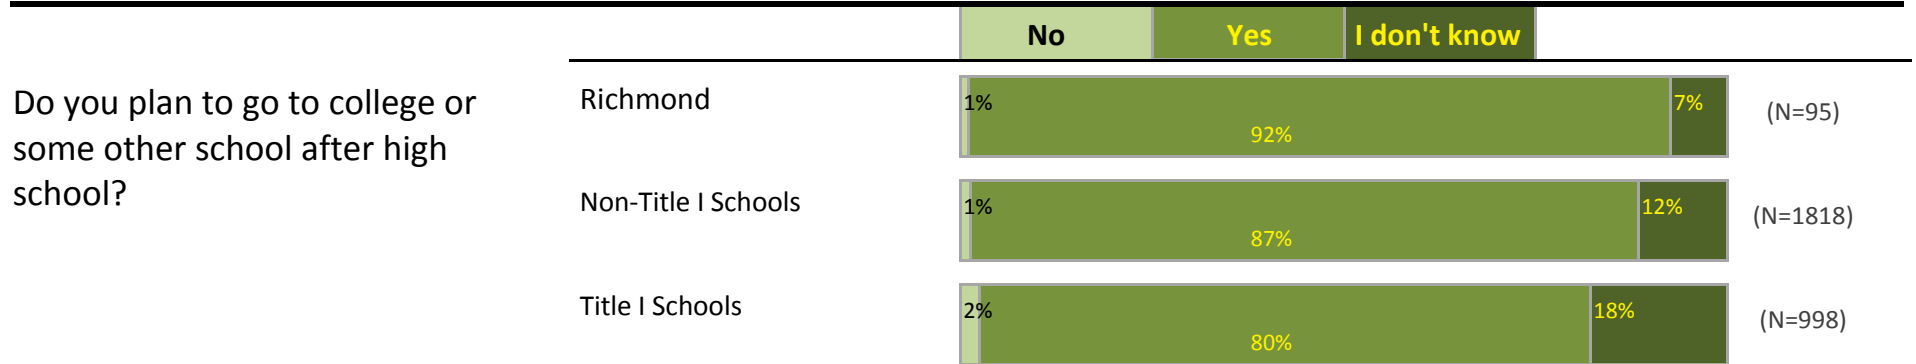 No Yes I don't know
Do you plan to go to college or
some other school after high
school?
Richmond 1% 92% 7% (N=95)
Non-Title I Schools 1% 87% 12% (N=1818)
Title I Schools 2% 80% 18% (N=998)